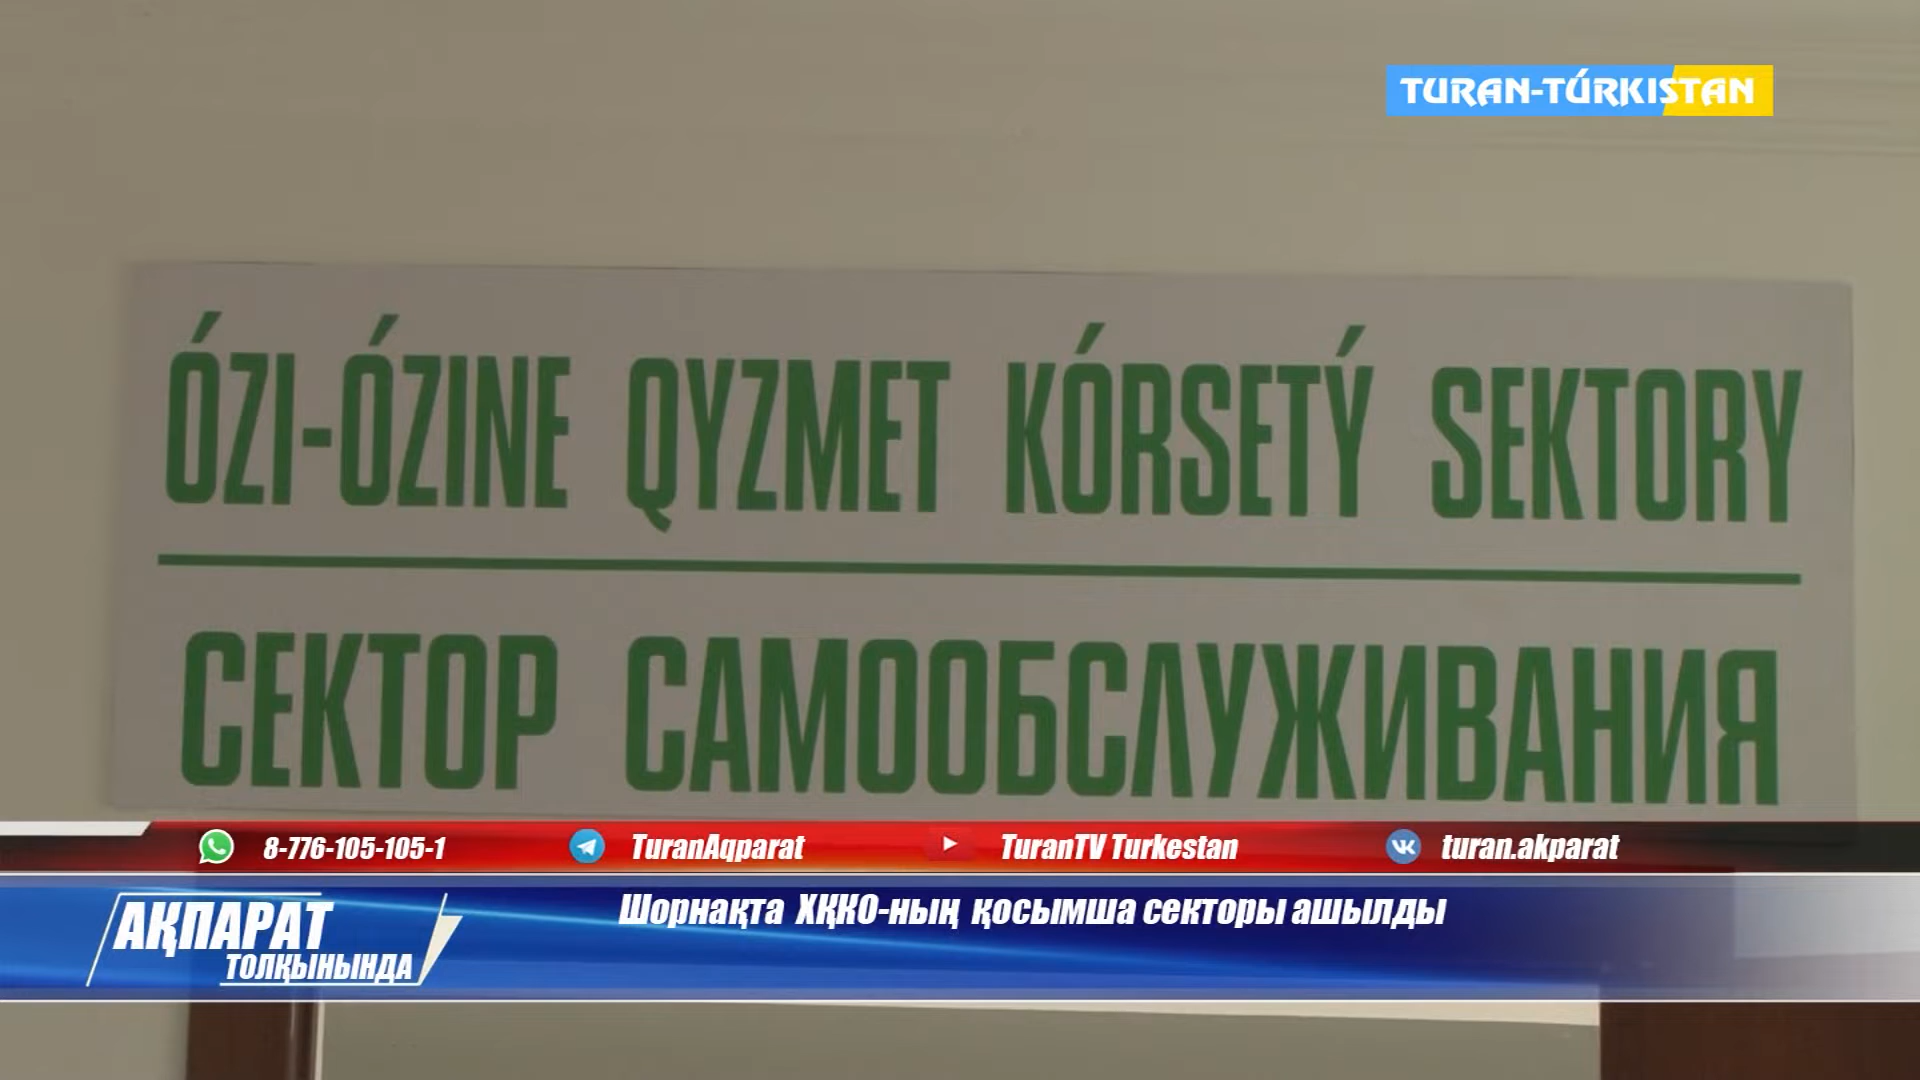 TURAN-TÚRKISTAN
ÓZI-ÓZINE QYZMET KÓRSETÝ SEKTORY
СЕКТОР САМООБСЛУЖИВАНИЯ
8-776-105-105-1 TuranAqparat TuranTV Turkestan turan.akparat
АҚПАРАТ
ТОЛҚЫНЫНДА
Шорнақта ХҚКО-ның қосымша секторы ашылды